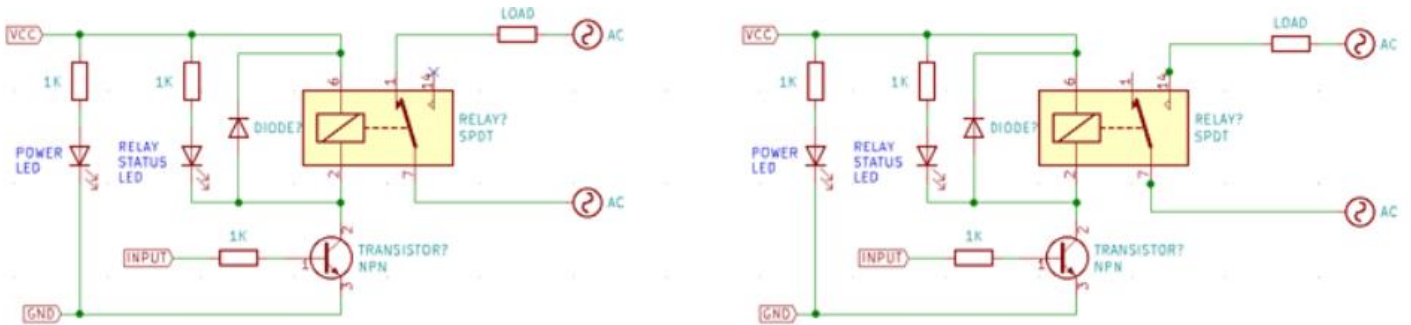 LOAD
VCC
AC
1K
1K
6
1
14
DIODE?
RELAY?
SPDT
POWER
LED
RELAY
STATUS
LED
2
7
AC
1K
2
INPUT
1
TRANSISTOR?
NPN
3
GND
LOAD
VCC
AC
1K
1K
6
1
14
DIODE?
RELAY?
SPDT
POWER
LED
RELAY
STATUS
LED
2
7
AC
1K
2
INPUT
1
TRANSISTOR?
NPN
3
GND